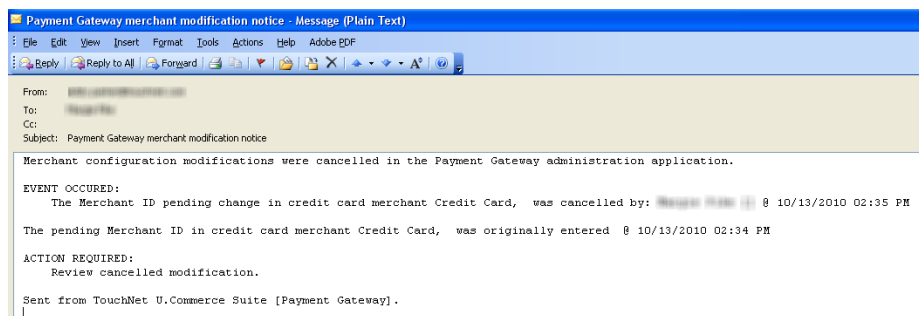 Payment Gateway merchant modification notice - Message (Plain Text)
File Edit View Insert Format Tools Actions Help Adobe PDF
Reply Reply to All Forward
From:
To:
Cc:
Subject: Payment Gateway merchant modification notice
Merchant configuration modifications were cancelled in the Payment Gateway administration application.
EVENT OCCURED:
The Merchant ID pending change in credit card merchant Credit Card, was cancelled by: @ 10/13/2010 02:35 PM
The pending Merchant ID in credit card merchant Credit Card, was originally entered @ 10/13/2010 02:34 PM
ACTION REQUIRED:
Review cancelled modification.
Sent from TouchNet U.Commerce Suite [Payment Gateway].